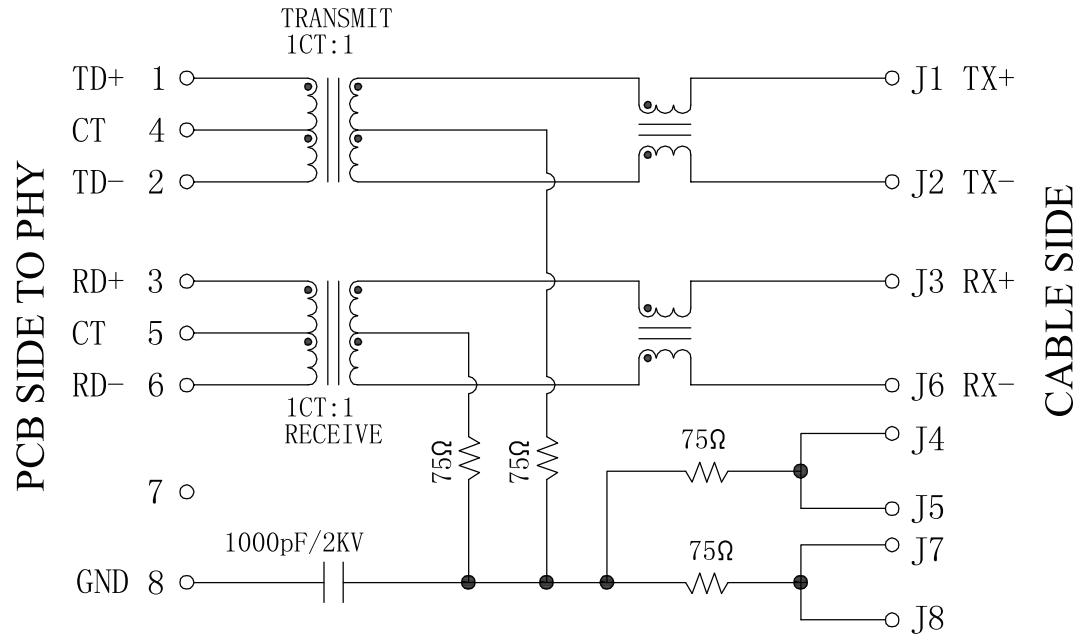 TRANSMIT
1CT:1
TD+ 1
J1 TX+
CT 4
TD- 2
J2 TX-
PCB SIDE TO PHY
CABLE SIDE
RD+ 3
J3 RX+
CT 5
RD- 6
J6 RX-
1CT:1
RECEIVE
75Ω
75Ω
75Ω
J4
7
J5
1000pF/2KV
75Ω
J7
GND 8
J8